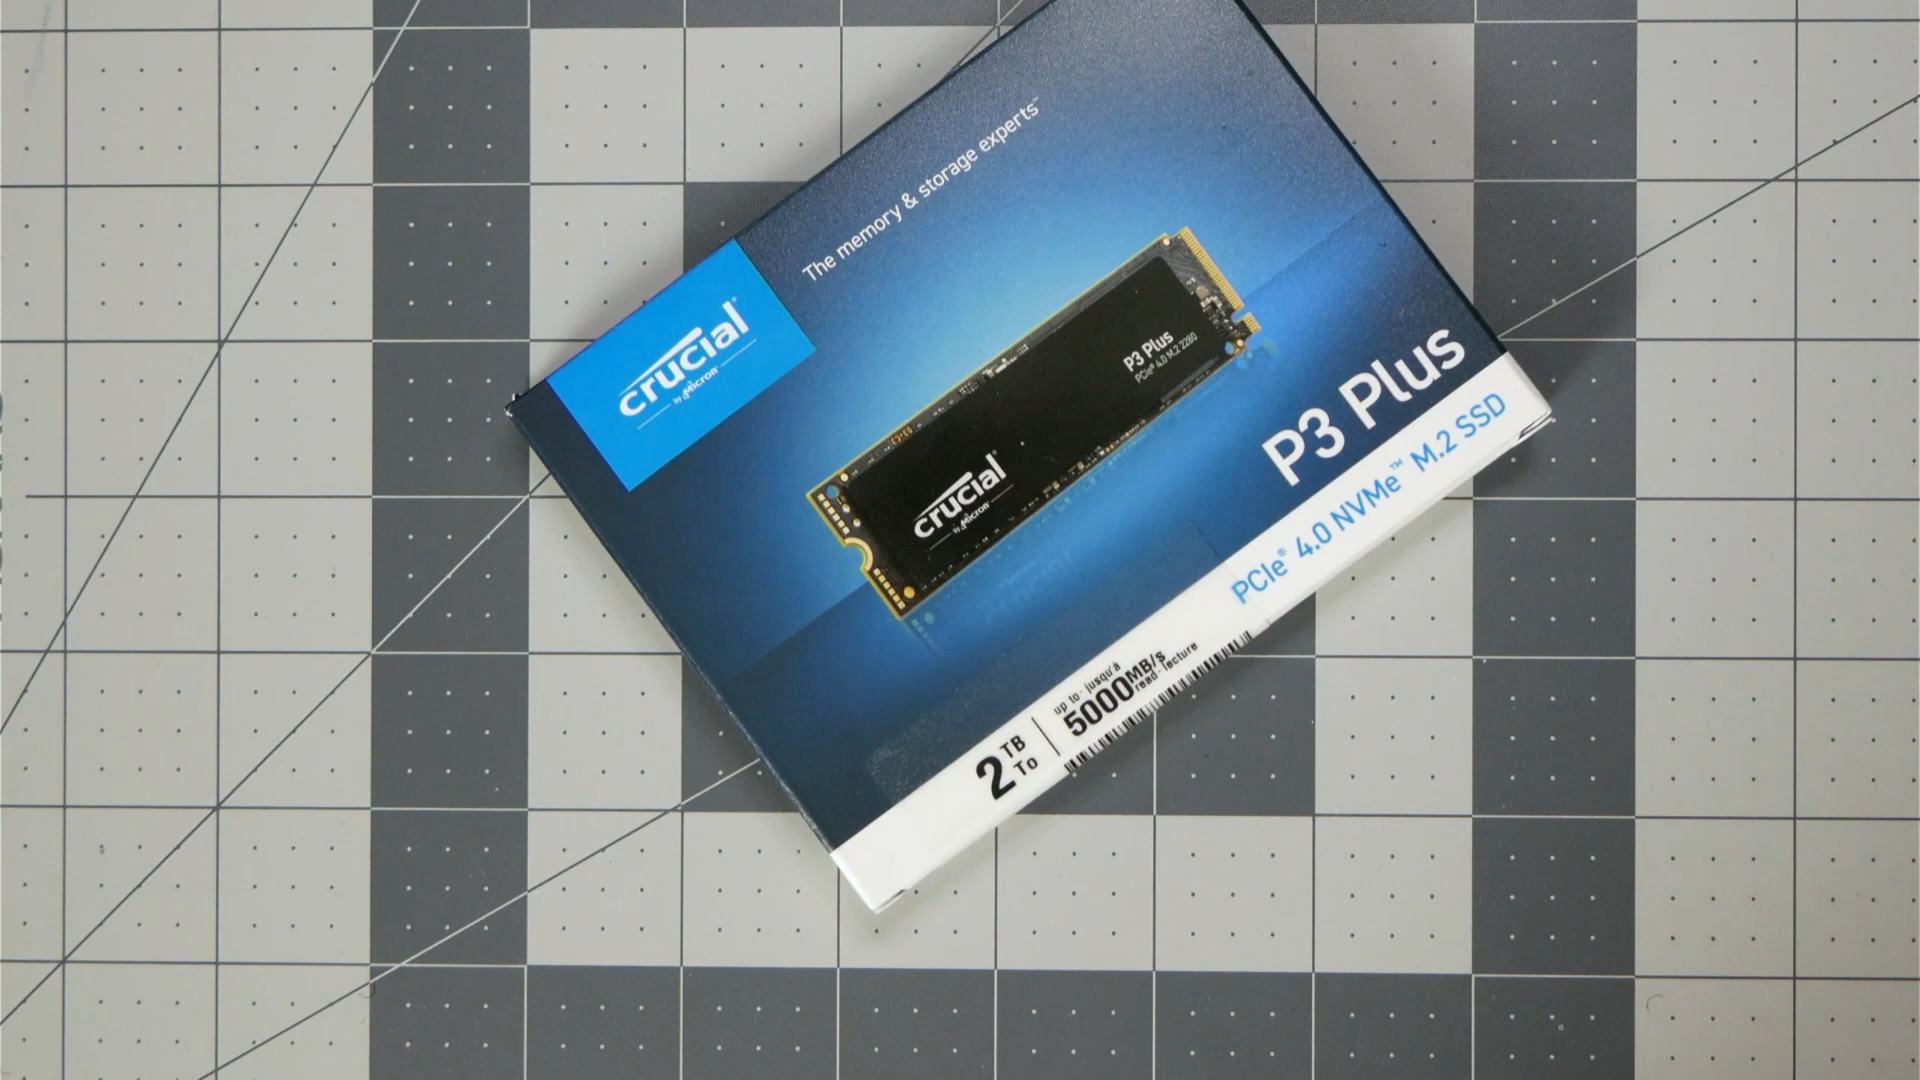 The memory & storage experts™
crucial®
by Micron®
P3 Plus
PCIe® 4.0 M.2 2280
crucial®
by Micron®
P3 Plus
PCIe® 4.0 NVMe™ M.2 SSD
2 TB To
up to - jusqu'à
5000MB/s
read - lecture